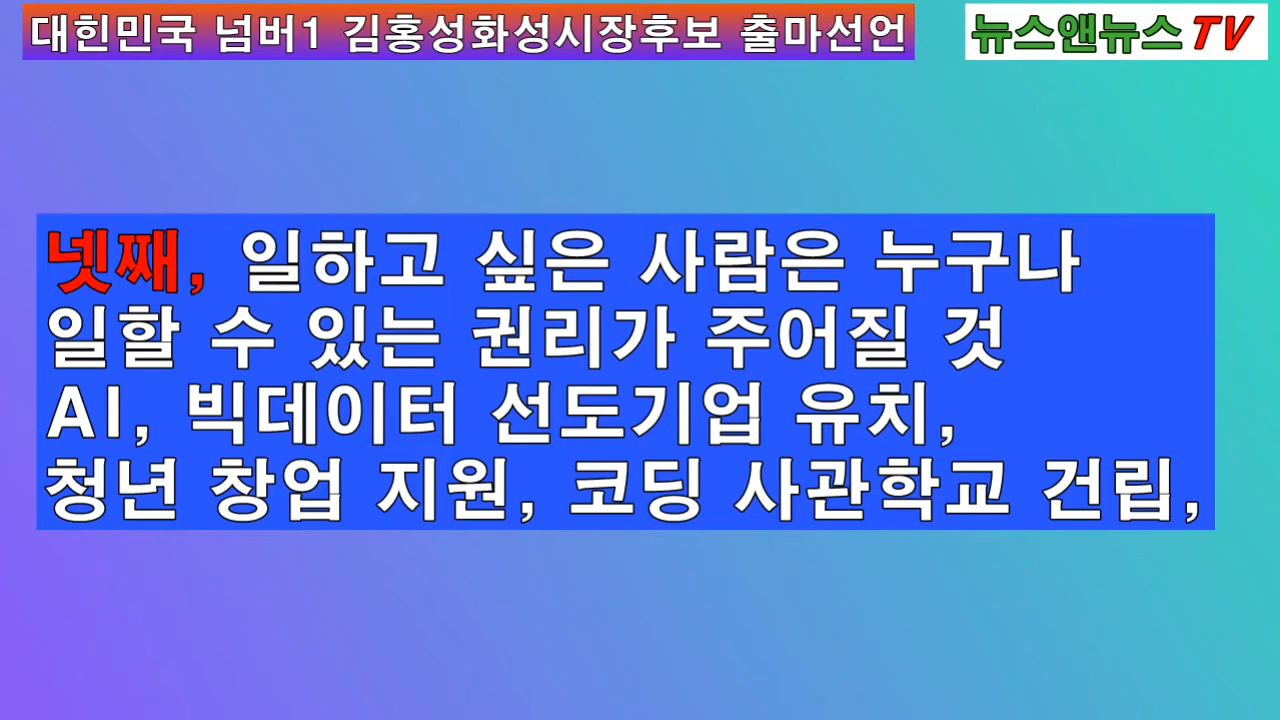 대힌민국 넘버1 김홍성화성시장후보 출마선언
뉴스앤뉴스TV
넷째, 일하고 싶은 사람은 누구나
일할 수 있는 권리가 주어질 것
AI, 빅데이터 선도기업 유치,
청년 창업 지원, 코딩 사관학교 건립,